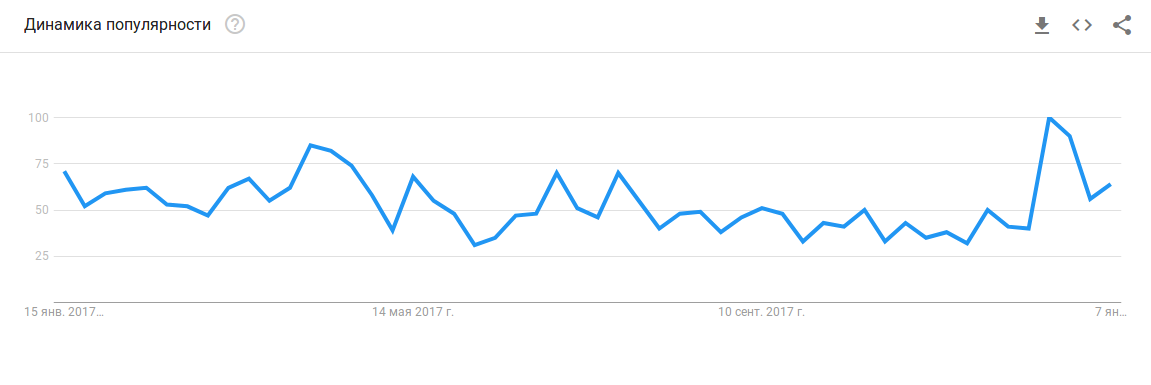 Динамика популярности ?
100
75
50
25
15 янв. 2017…
14 мая 2017 г.
10 сент. 2017 г.
7 ян…